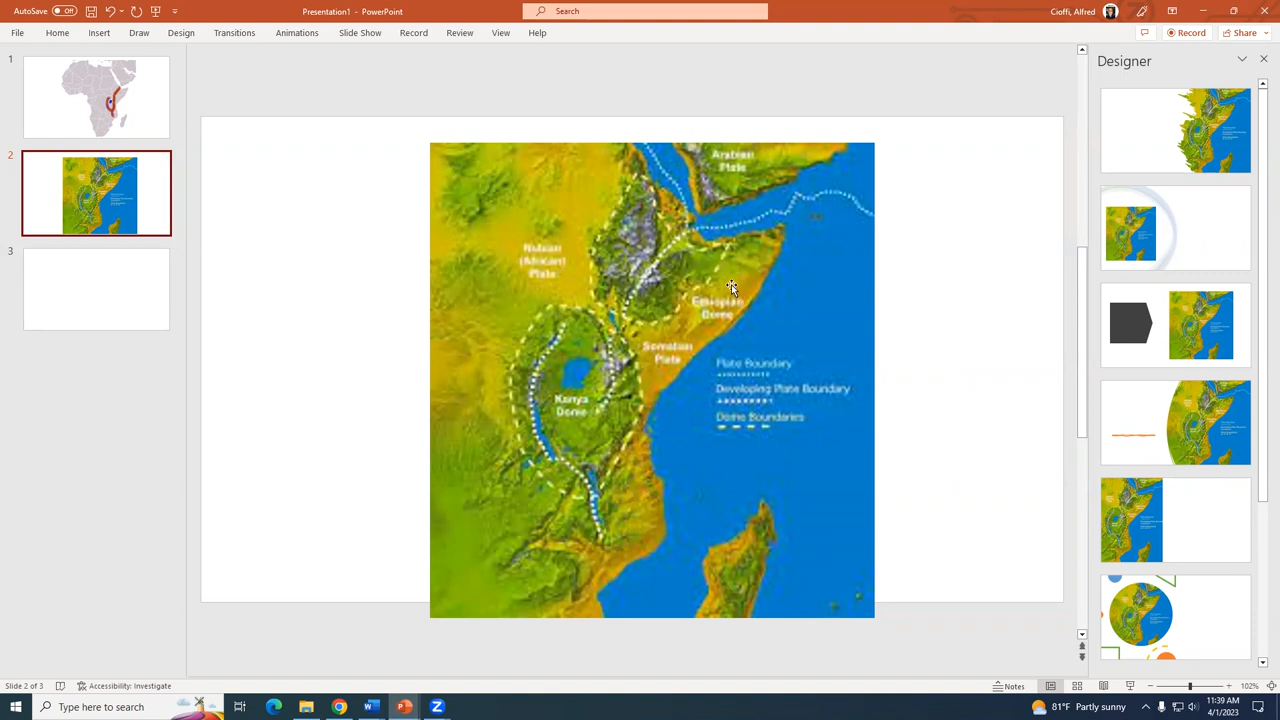 AutoSave Off
Presentation1 - PowerPoint
Search
Cioffi, Alfred
File Home Insert Draw Design Transitions Animations Slide Show Record Review View Help
Record
Share
1
2
3
Arabian
Plate
Nubian
(African)
Plate
Ethiopian
Dome
Somalian
Plate
Kenya
Dome
Plate Boundary
Developing Plate Boundary
Dome Boundaries
Designer
Slide 2 of 3
Accessibility: Investigate
Notes
102%
Type here to search
81°F Partly sunny
11:39 AM
4/1/2023